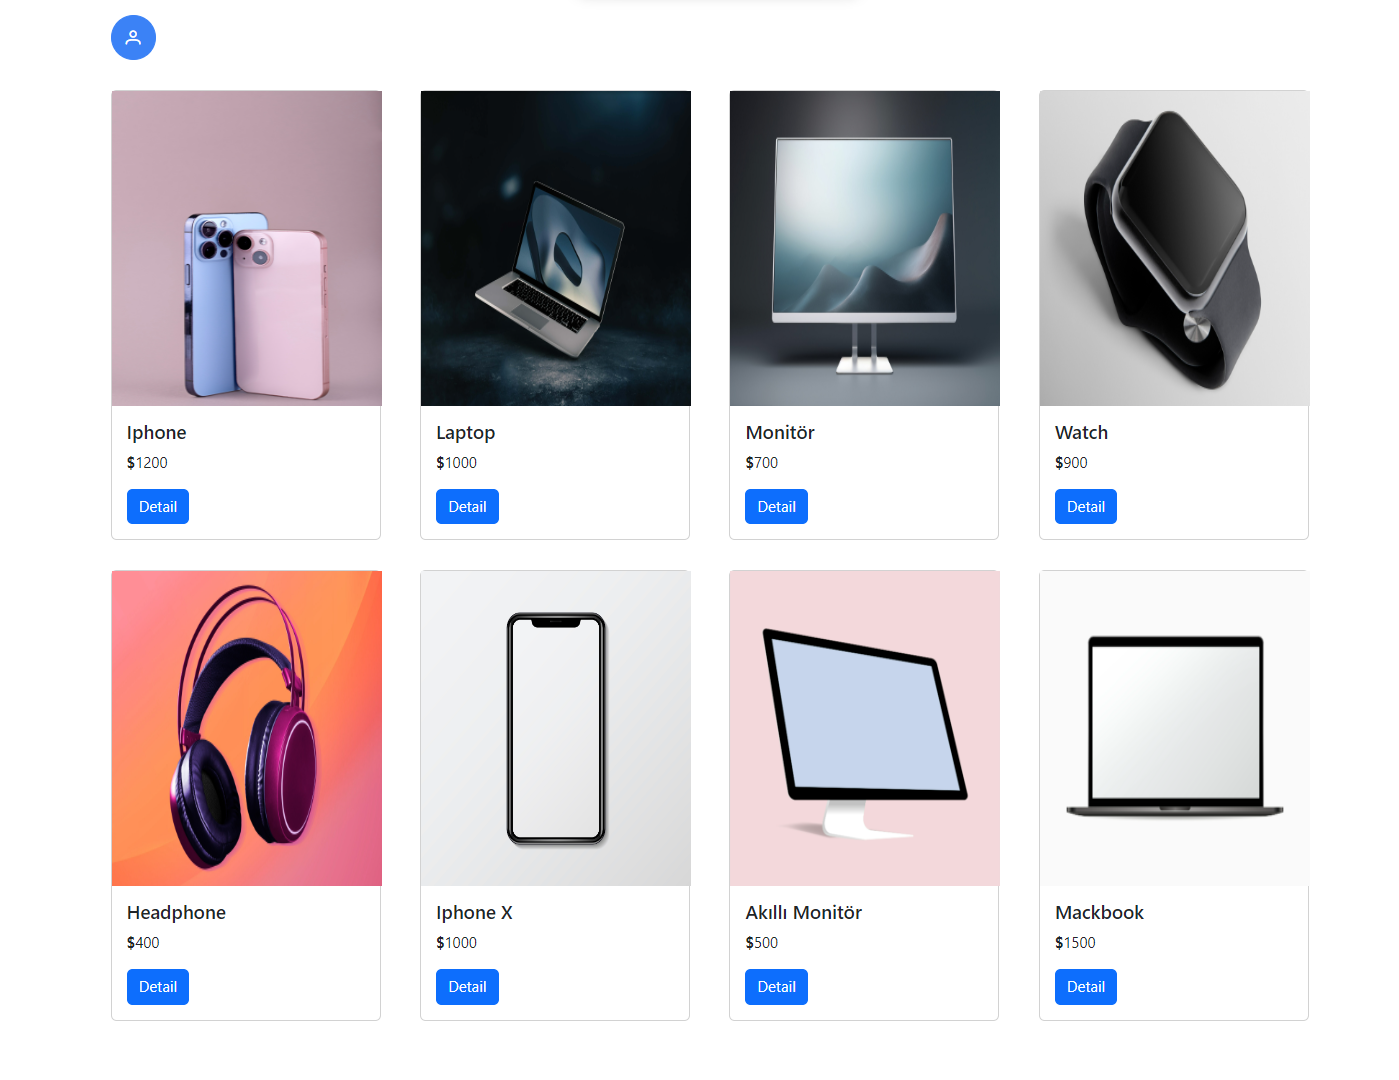 Iphone
$1200
Detail
Laptop
$1000
Detail
Monitör
$700
Detail
Watch
$900
Detail
Headphone
$400
Detail
Iphone X
$1000
Detail
Akıllı Monitör
$500
Detail
Mackbook
$1500
Detail